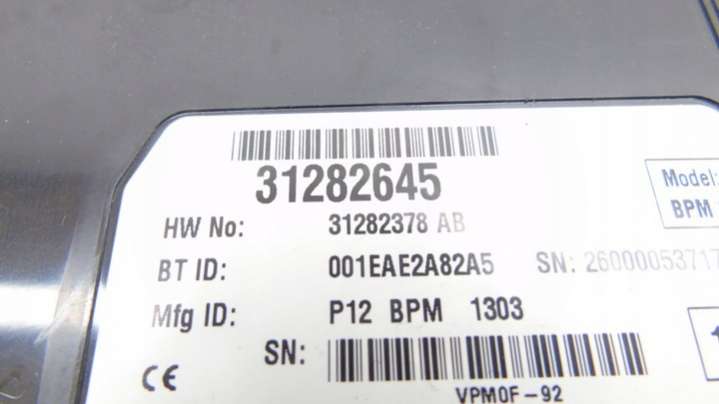 31282645
Model:
BPM
HW No: 31282378 AB
BT ID: 001EAE2A82A5 SN: 26000053717
Mfg ID: P12 BPM 1303
SN:
CE
VPM0F-92